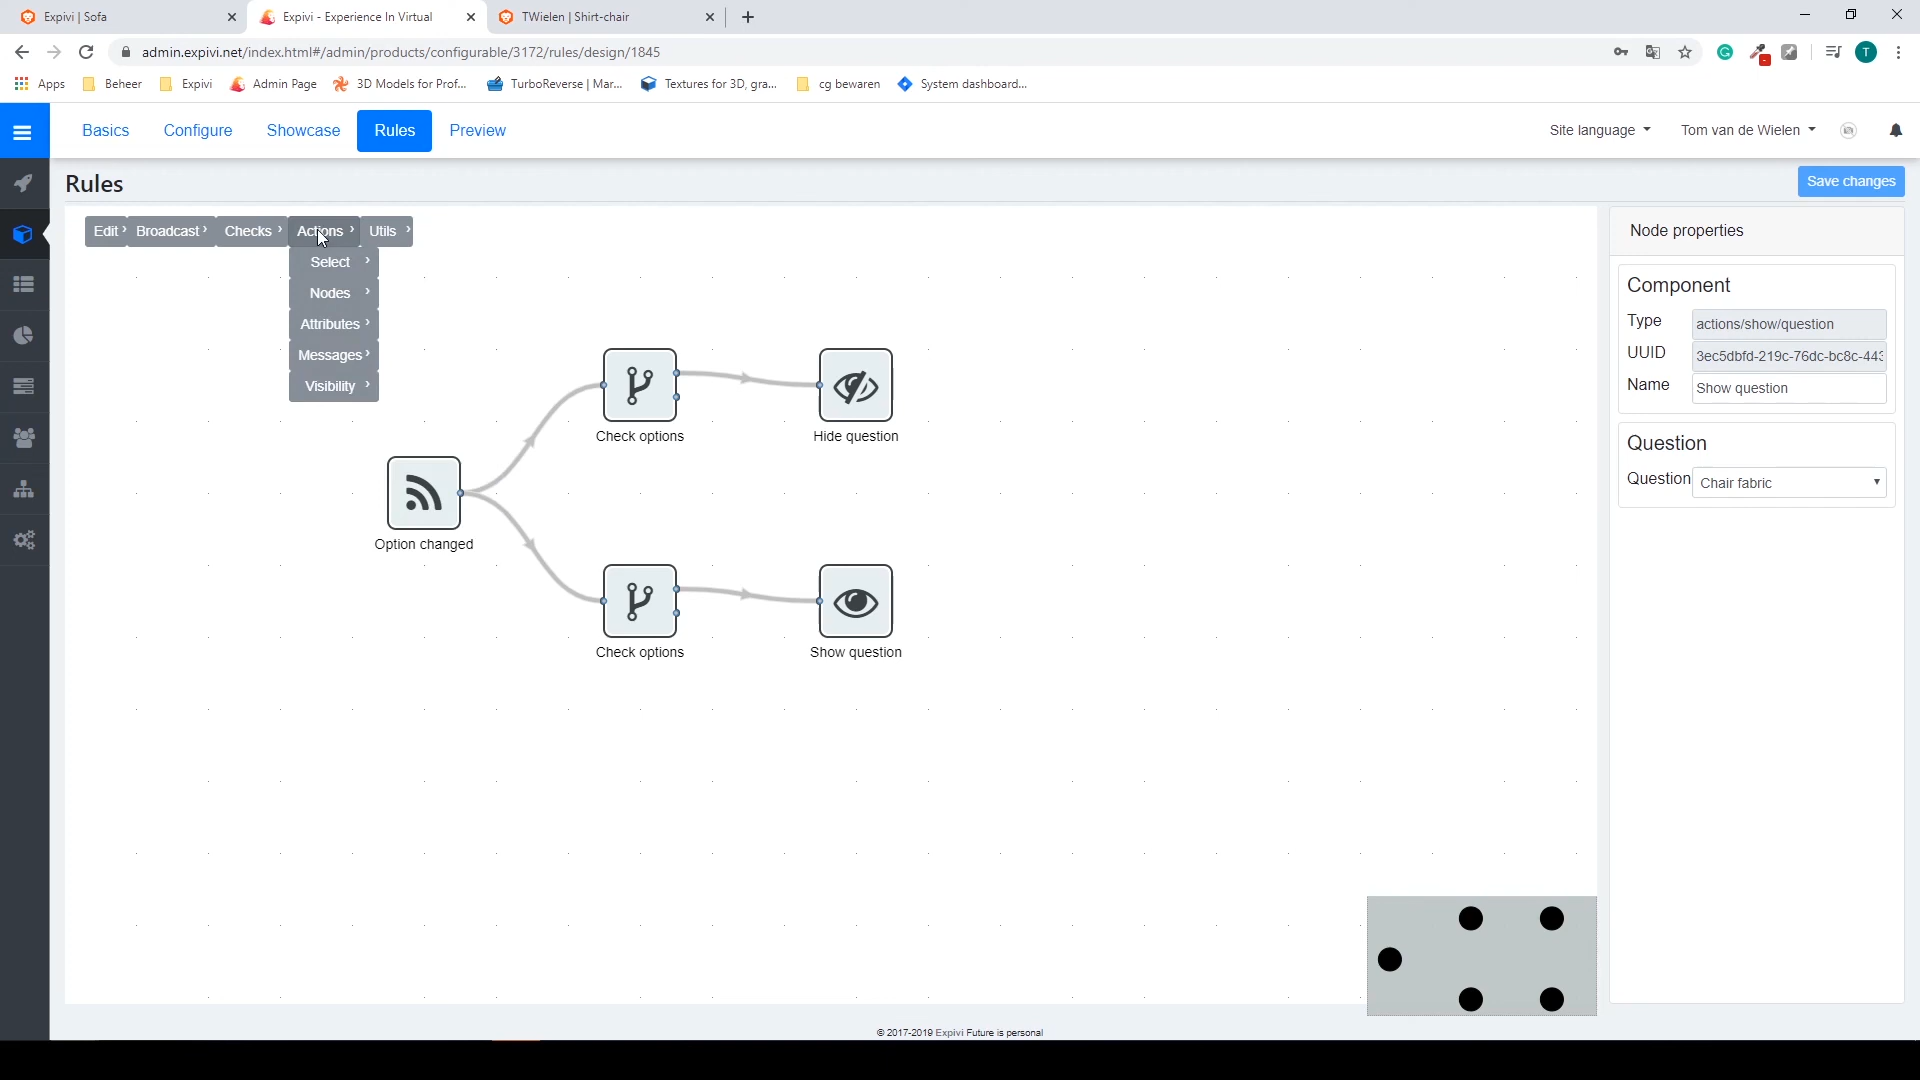 Expivi | Sofa
Expivi - Experience In Virtual
TWielen | Shirt-chair
admin.expivi.net/index.html#/admin/products/configurable/3172/rules/design/1845
T
Apps
Beheer
Expivi
Admin Page
3D Models for Prof...
TurboReverse | Mar...
Textures for 3D, gra...
cg bewaren
System dashboard...
Basics
Configure
Showcase
Rules
Preview
Site language
Tom van de Wielen
Rules
Save changes
Edit
Broadcast
Checks
Actions
Utils
Select
Nodes
Attributes
Messages
Visibility
Check options
Hide question
Option changed
Check options
Show question
Node properties
Component
Type
actions/show/question
UUID
3ec5dbfd-219c-76dc-bc8c-443
Name
Show question
Question
Question
Chair fabric
© 2017-2019 Expivi Future is personal